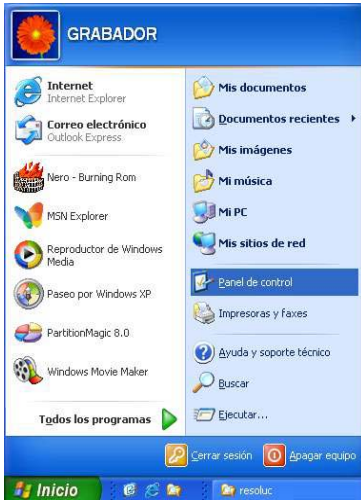 GRABADOR
Internet
Internet Explorer
Correo electrónico
Outlook Express
Nero - Burning Rom
MSN Explorer
Reproductor de Windows
Media
Paseo por Windows XP
PartitionMagic 8.0
Windows Movie Maker
Todos los programas
Mis documentos
Documentos recientes
Mis imágenes
Mi música
Mi PC
Mis sitios de red
Panel de control
Impresoras y faxes
Ayuda y soporte técnico
Buscar
Ejecutar...
Cerrar sesión
Apagar equipo
Inicio
resoluc